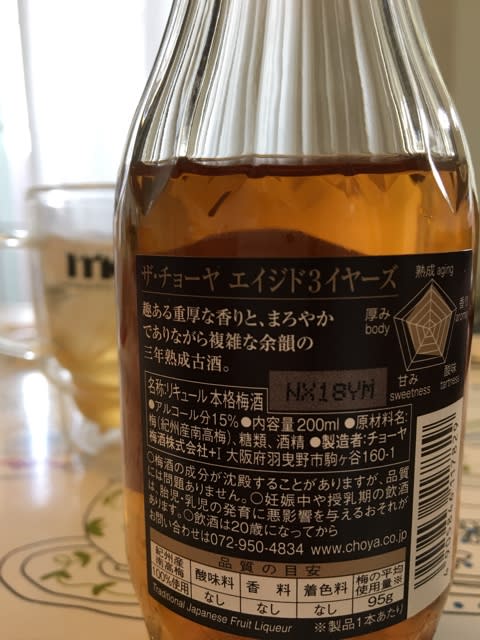 ザ・チョーヤ エイジド3イヤーズ
趣ある重厚な香りと、まろやか
でありながら複雑な余韻の
三年熟成古酒。
熟成 aging
厚み
body
酸味
tartness
甘み
sweetness
名称:リキュール 本格梅酒
NX18YM
●アルコール分15% ●内容量200ml ●原材料名:
梅(紀州産南高梅)、糖類、酒精 ●製造者:チョーヤ
梅酒株式会社+I 大阪府羽曳野市駒ヶ谷160-1
○梅酒の成分が沈殿することがありますが、品質
には問題ありません。○妊娠中や授乳期の飲酒
は、胎児・乳児の発育に悪影響を与えるおそれが
あります。○飲酒は20歳になってから
お問い合わせは072-950-4834 www.choya.co.jp
品質の目安
紀州産
南高梅
100%使用
酸味料
なし
香料
なし
着色料
なし
梅の平均
使用量※
95g
Traditional Japanese Fruit Liqueur
※製品1本あたり